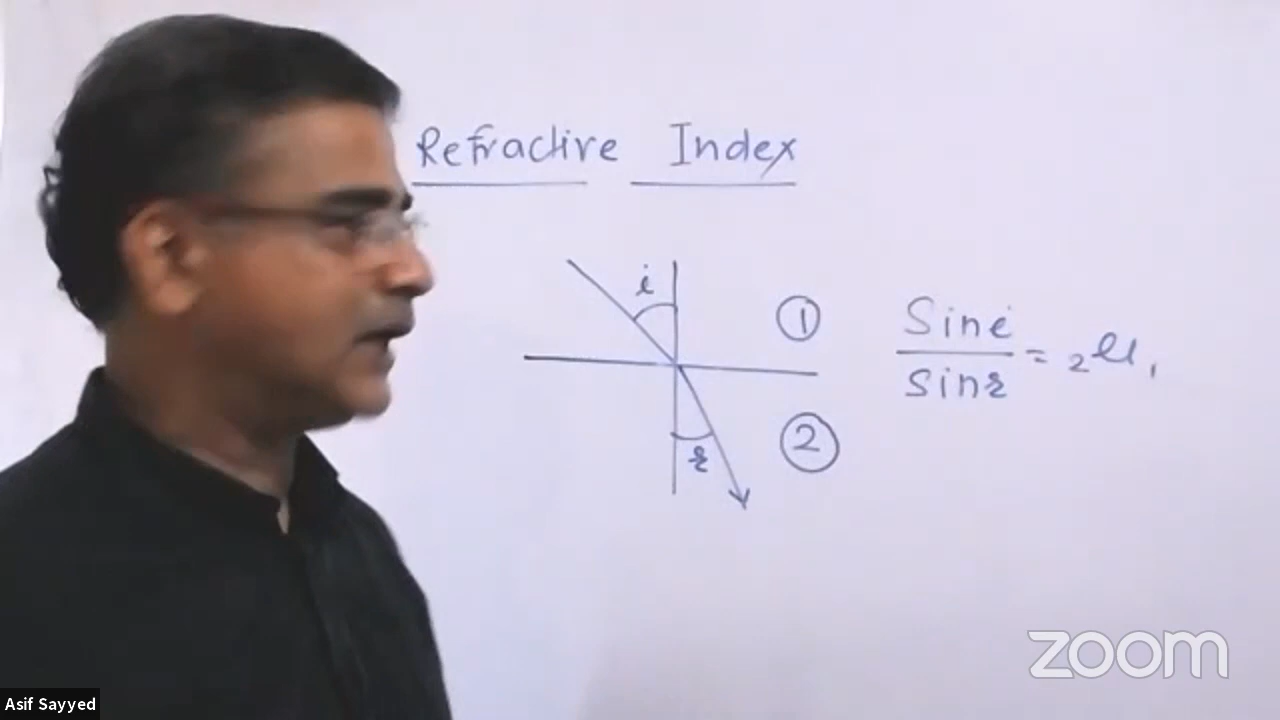 Refractive Index
i
1
2
r
Sin i
Sin r
= ₂μ₁
zoom
Asif Sayyed